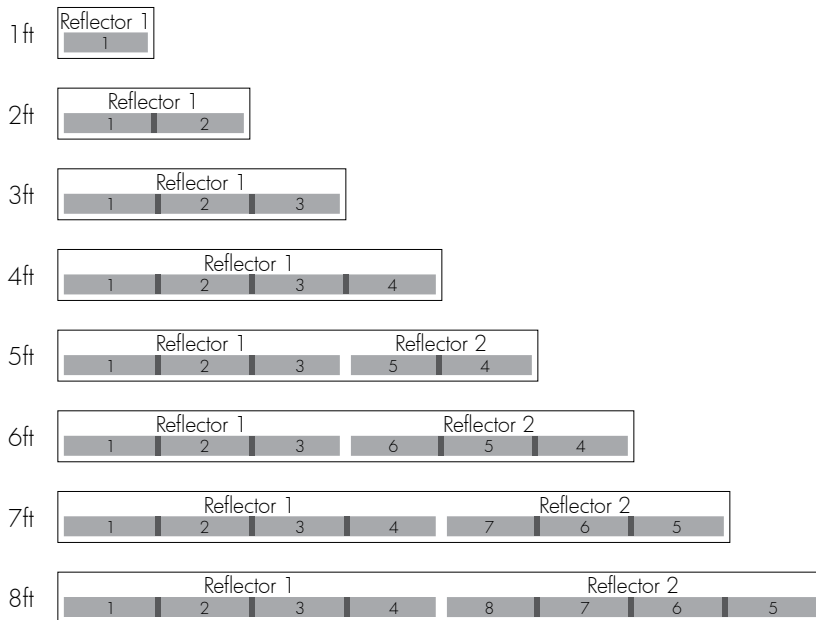 1ft Reflector 1
1
2ft Reflector 1
1 2
3ft Reflector 1
1 2 3
4ft Reflector 1
1 2 3 4
5ft Reflector 1 Reflector 2
1 2 3 5 4
6ft Reflector 1 Reflector 2
1 2 3 6 5 4
7ft Reflector 1 Reflector 2
1 2 3 4 7 6 5
8ft Reflector 1 Reflector 2
1 2 3 4 8 7 6 5